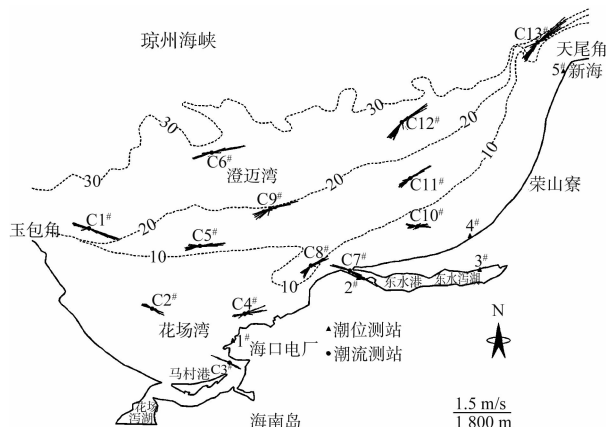 琼州海峡
C13#
天尾角
5#
新海
30
30
30
20
C12#
C6#
澄迈湾
10
荣山寮
20
C11#
C9#
玉包角
C1#
20
C10#
4#
C5#
10
C8#
C7#
3#
2#
东水港
东水泻湖
10
C2#
C4#
花场湾
N
1#
海口电厂
潮位测站
潮流测站
马村港
C3#
花场
泻湖
海南岛
1.5 m/s
1 800 m